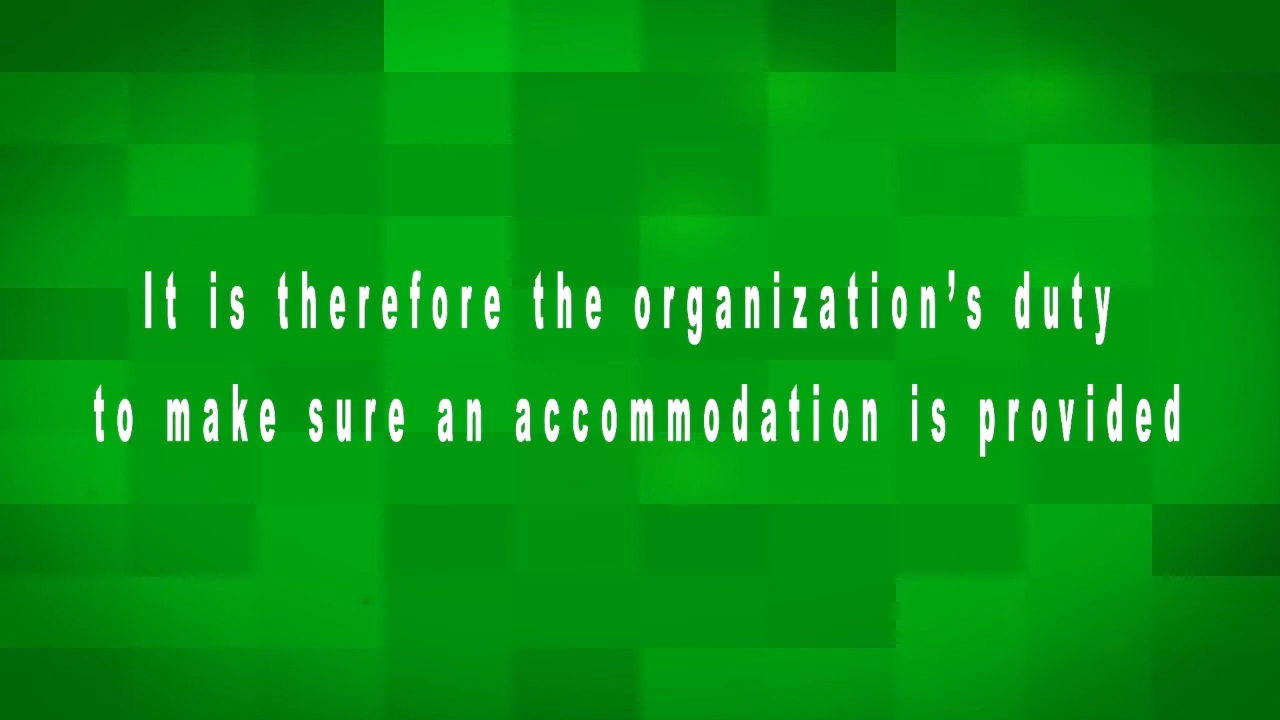 It is therefore the organization's duty
to make sure an accommodation is provided